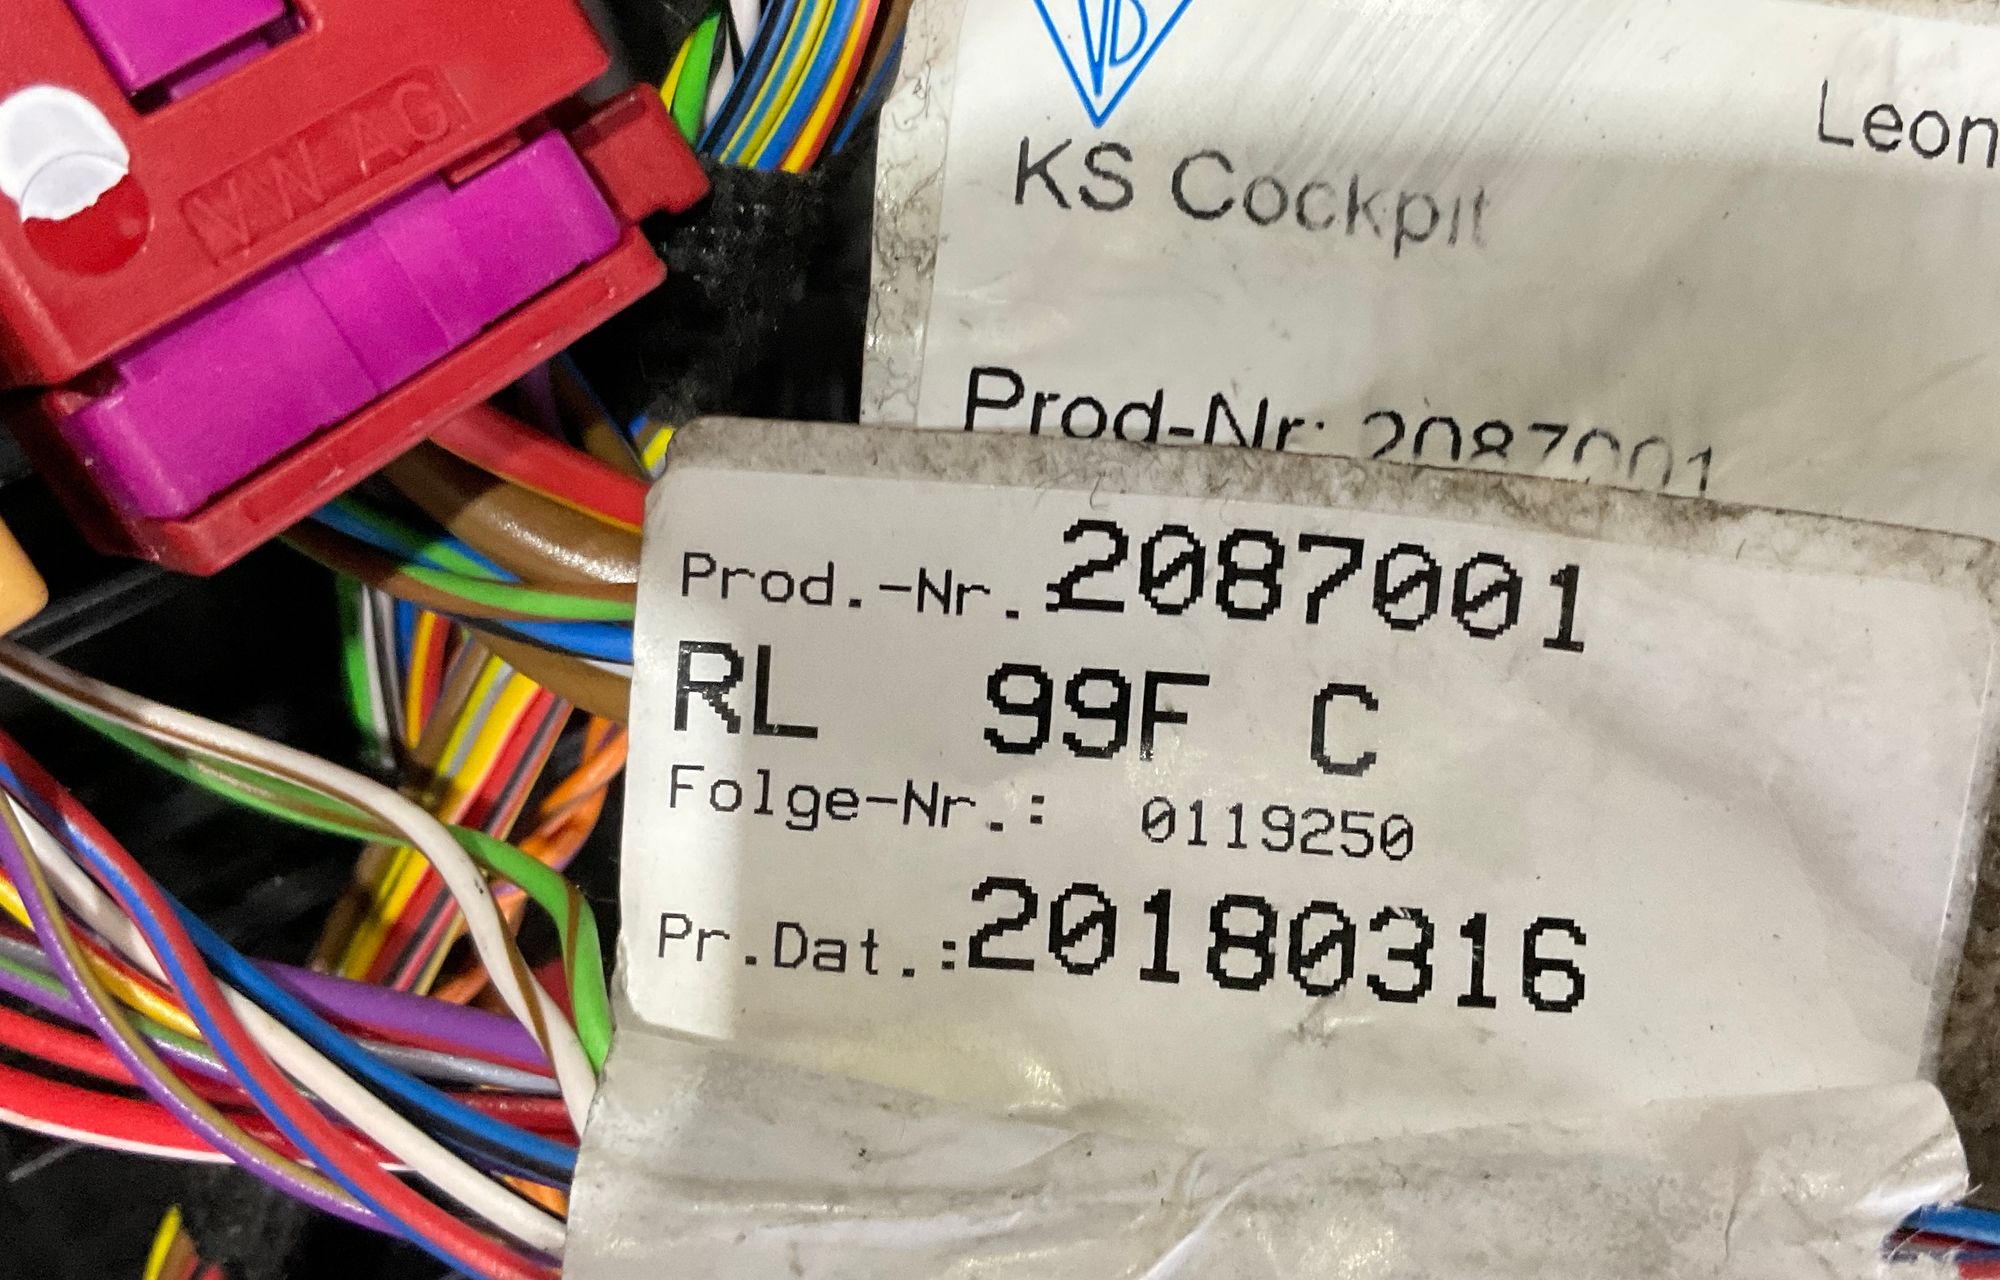 VW AG
VD
Leon
KS Cockpit
Prod-Nr: 2087001
Prod.-Nr.:2087001
RL 99F C
Folge-Nr.: 0119250
Pr.Dat.:20180316